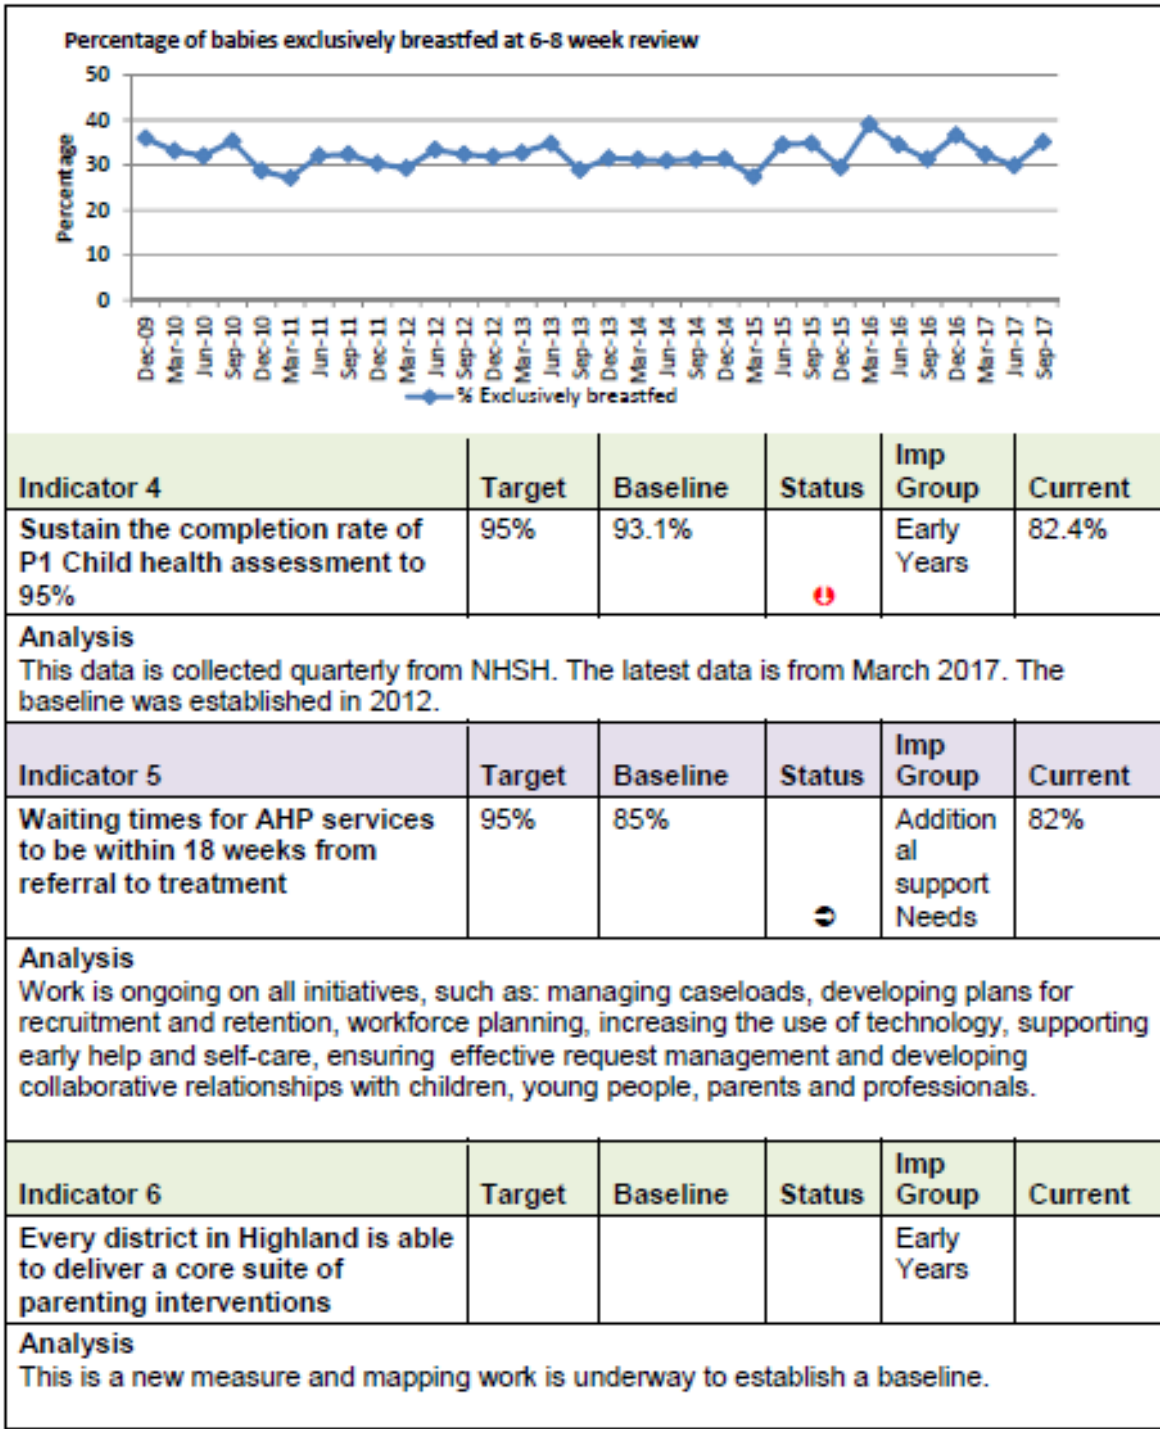 Percentage of babies exclusively breastfed at 6-8 week review
50
40
30
20
10
0
Percentage
Dec-09
Mar-10
Jun-10
Sep-10
Dec-10
Mar-11
Jun-11
Sep-11
Dec-11
Mar-12
Jun-12
Sep-12
Dec-12
Mar-13
Jun-13
Sep-13
Dec-13
Mar-14
Jun-14
Sep-14
Dec-14
Mar-15
Jun-15
Sep-15
Dec-15
Mar-16
Jun-16
Sep-16
Dec-16
Mar-17
Jun-17
Sep-17
% Exclusively breastfed
Indicator 4 Target Baseline Status Imp
Group Current
Sustain the completion rate of 95% 93.1% Early 82.4%
P1 Child health assessment to Years
95%
Analysis
This data is collected quarterly from NHSH. The latest data is from March 2017. The
baseline was established in 2012.
Indicator 5 Target Baseline Status Imp
Group Current
Waiting times for AHP services 95% 85% Addition 82%
to be within 18 weeks from al
referral to treatment support
Needs
Analysis
Work is ongoing on all initiatives, such as: managing caseloads, developing plans for
recruitment and retention, workforce planning, increasing the use of technology, supporting
early help and self-care, ensuring effective request management and developing
collaborative relationships with children, young people, parents and professionals.
Indicator 6 Target Baseline Status Imp
Group Current
Every district in Highland is able Early
to deliver a core suite of Years
parenting interventions
Analysis
This is a new measure and mapping work is underway to establish a baseline.